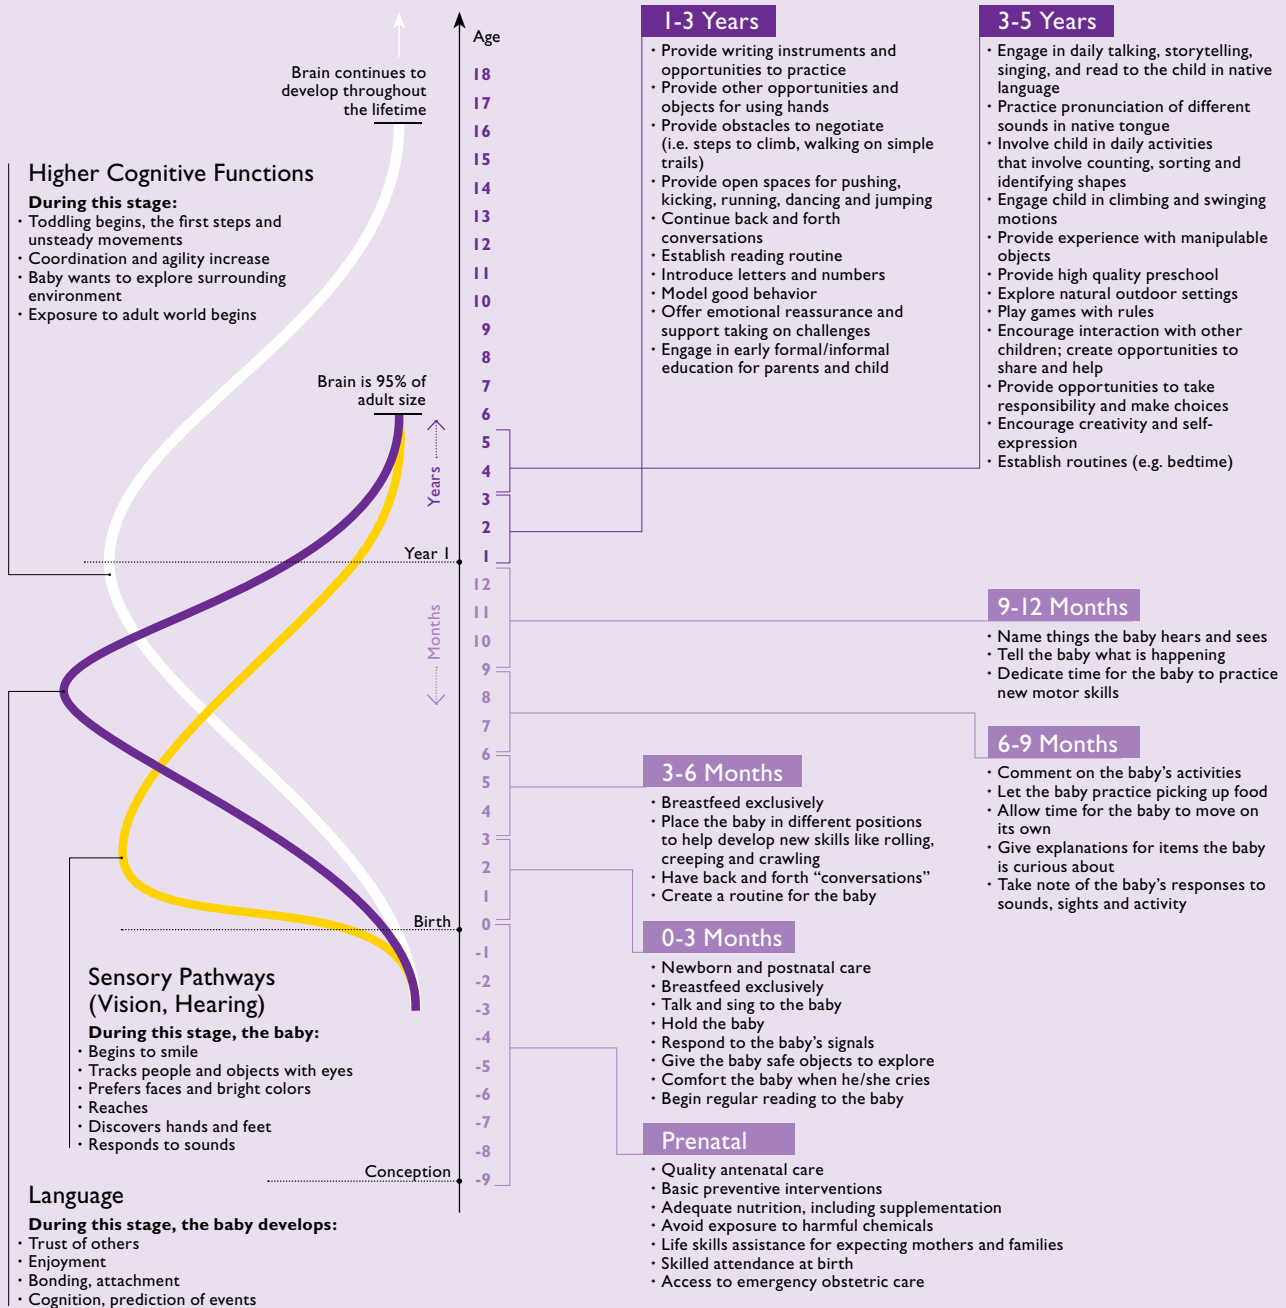 Brain continues to
develop throughout
the lifetime
Higher Cognitive Functions
During this stage:
· Toddling begins, the first steps and
unsteady movements
· Coordination and agility increase
· Baby wants to explore surrounding
environment
· Exposure to adult world begins
Brain is 95% of
adult size
Year 1
Birth
Sensory Pathways
(Vision, Hearing)
During this stage, the baby:
· Begins to smile
· Tracks people and objects with eyes
· Prefers faces and bright colors
· Reaches
· Discovers hands and feet
· Responds to sounds
Conception
Language
During this stage, the baby develops:
· Trust of others
· Enjoyment
· Bonding, attachment
· Cognition, prediction of events
Age
18
17
16
15
14
13
12
11
10
9
8
7
6
5
4
3
2
1
Years
12
11
10
9
8
7
6
5
4
3
2
1
0
-1
-2
-3
-4
-5
-6
-7
-8
-9
Months
1-3 Years
· Provide writing instruments and
opportunities to practice
· Provide other opportunities and
objects for using hands
· Provide obstacles to negotiate
(i.e. steps to climb, walking on simple
trails)
· Provide open spaces for pushing,
kicking, running, dancing and jumping
· Continue back and forth
conversations
· Establish reading routine
· Introduce letters and numbers
· Model good behavior
· Offer emotional reassurance and
support taking on challenges
· Engage in early formal/informal
education for parents and child
3-5 Years
· Engage in daily talking, storytelling,
singing, and read to the child in native
language
· Practice pronunciation of different
sounds in native tongue
· Involve child in daily activities
that involve counting, sorting and
identifying shapes
· Engage child in climbing and swinging
motions
· Provide experience with manipulable
objects
· Provide high quality preschool
· Explore natural outdoor settings
· Play games with rules
· Encourage interaction with other
children; create opportunities to
share and help
· Provide opportunities to take
responsibility and make choices
· Encourage creativity and self-
expression
· Establish routines (e.g. bedtime)
9-12 Months
· Name things the baby hears and sees
· Tell the baby what is happening
· Dedicate time for the baby to practice
new motor skills
6-9 Months
· Comment on the baby's activities
· Let the baby practice picking up food
· Allow time for the baby to move on
its own
· Give explanations for items the baby
is curious about
· Take note of the baby's responses to
sounds, sights and activity
3-6 Months
· Breastfeed exclusively
· Place the baby in different positions
to help develop new skills like rolling,
creeping and crawling
· Have back and forth “conversations”
· Create a routine for the baby
0-3 Months
· Newborn and postnatal care
· Breastfeed exclusively
· Talk and sing to the baby
· Hold the baby
· Respond to the baby's signals
· Give the baby safe objects to explore
· Comfort the baby when he/she cries
· Begin regular reading to the baby
Prenatal
· Quality antenatal care
· Basic preventive interventions
· Adequate nutrition, including supplementation
· Avoid exposure to harmful chemicals
· Life skills assistance for expecting mothers and families
· Skilled attendance at birth
· Access to emergency obstetric care